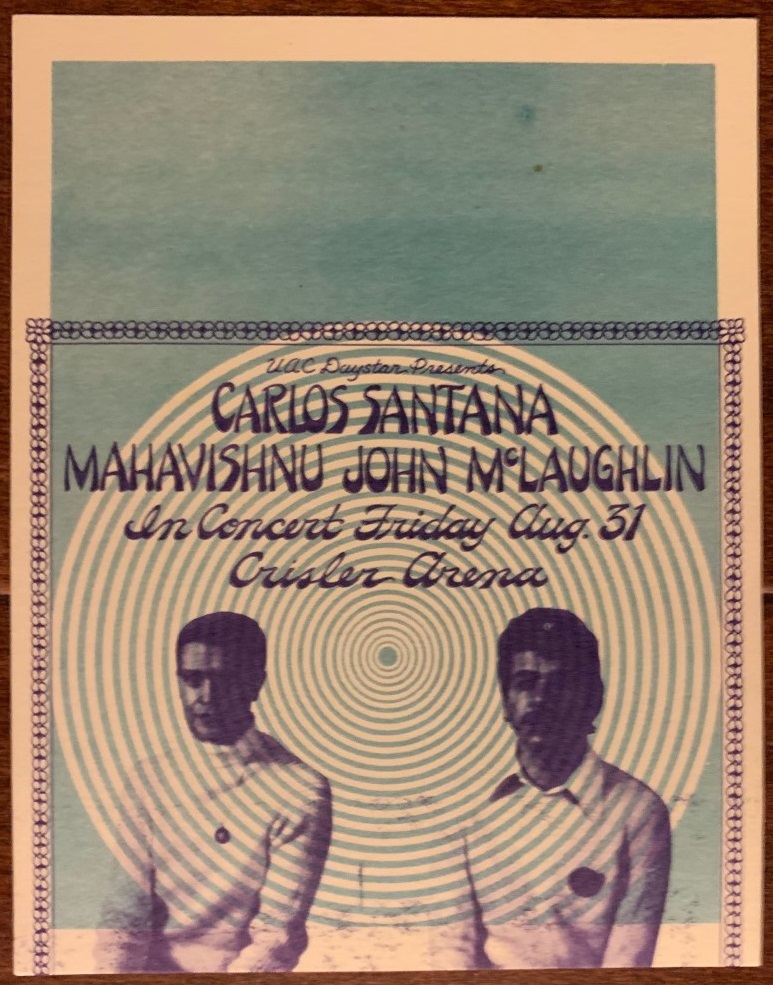 UAC Daystar Presents
CARLOS SANTANA
MAHAVISHNU JOHN McLAUGHLIN
In Concert Friday Aug. 31
Crisler Arena